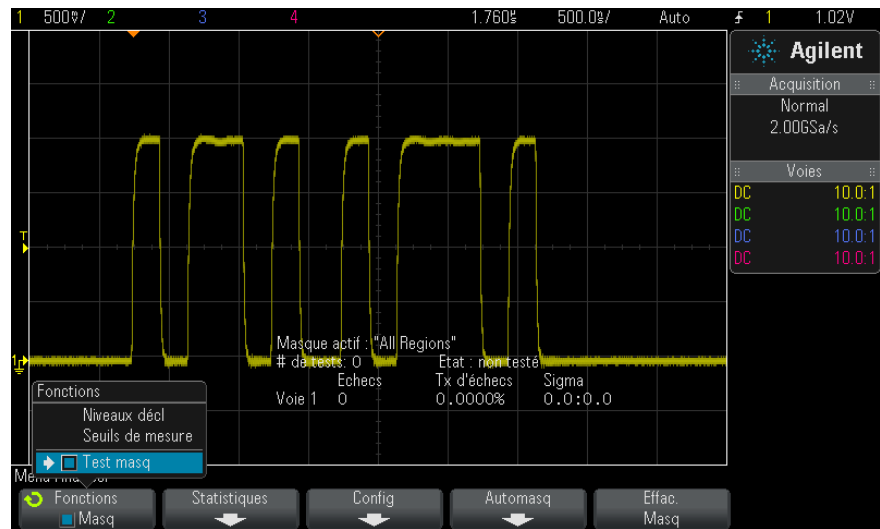 1 500♉/ 2 3 4 1.760s 500.0s/ Auto 1 1.02V
Agilent
Acquisition
Normal
2.00GSa/s
Voies
DC 10.0:1
DC 10.0:1
DC 10.0:1
DC 10.0:1
T
1
Masque actif : "All Regions"
# de tests: 0 Etat : non testé
Echecs Tx d'échecs Sigma
Voie 1 0 0.0000% 0.0:0.0
Fonctions
Niveaux décl
Seuils de mesure
Test masq
Fonctions Statistiques Config Automasq Effac.
Masq Masq